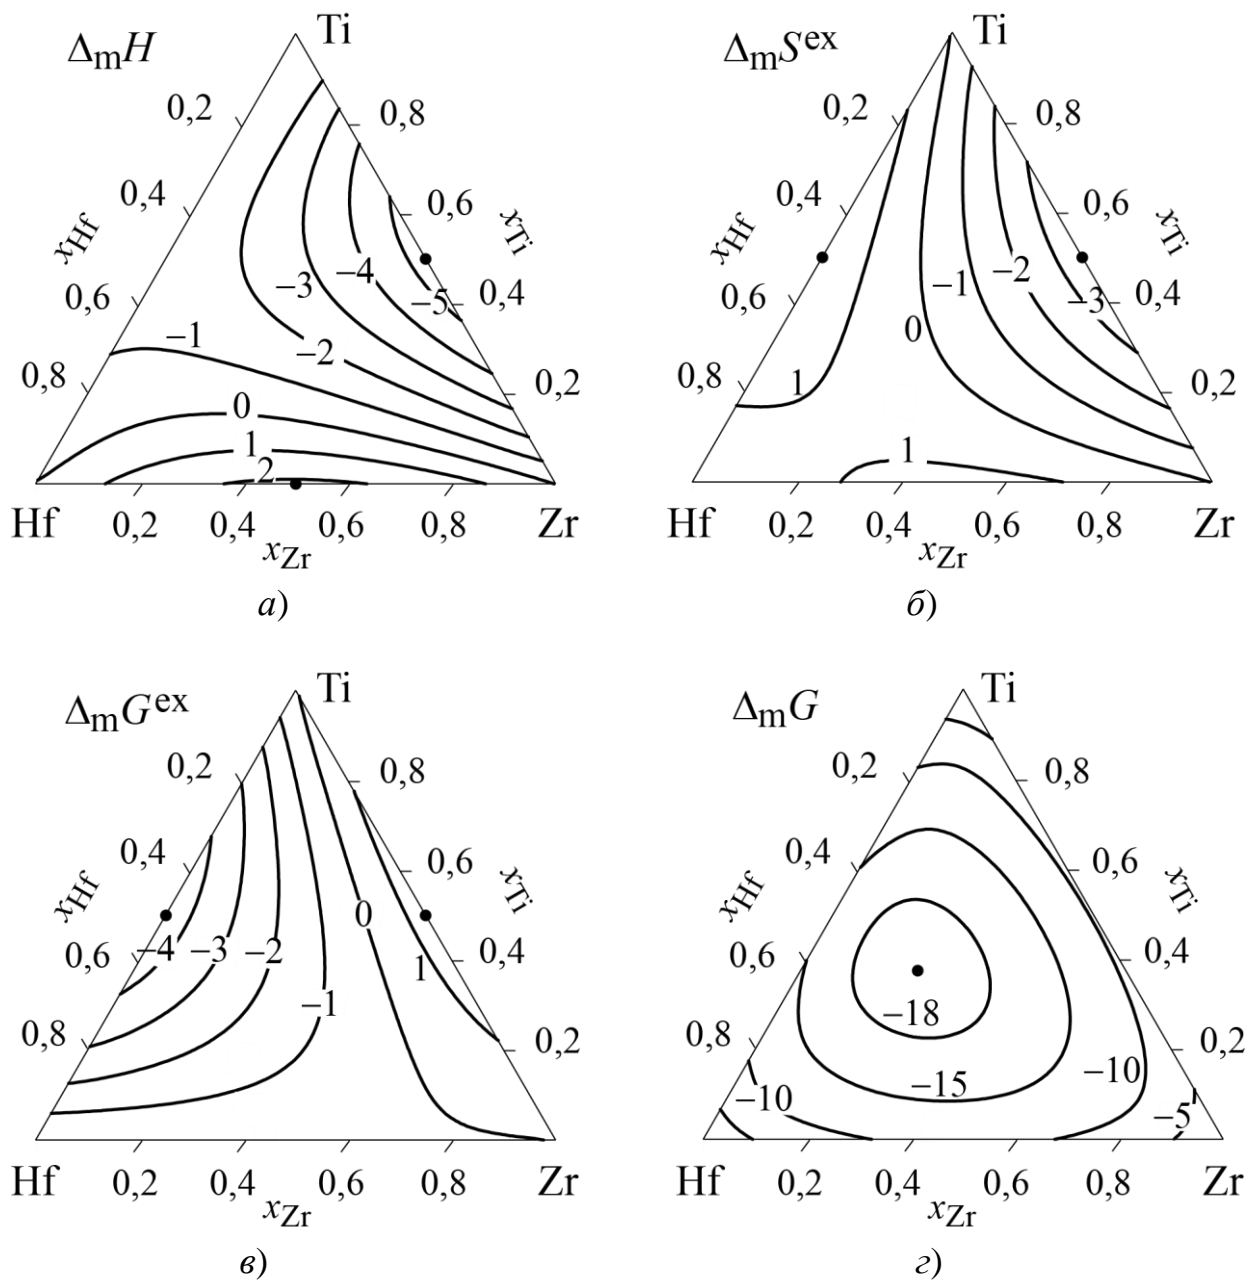 ΔmH
Ti
0,2
0,8
0,4
0,6
xHf
xTi
−4
−3
−5
0,6
0,4
−1
−2
0,8
0,2
0
1
2
Hf
0,2
0,4
0,6
0,8
Zr
xZr
а)
ΔmSex
Ti
0,2
0,8
0,4
0,6
xHf
xTi
−1
−2
−3
0,6
0,4
0
0,8
1
0,2
1
Hf
0,2
0,4
0,6
0,8
Zr
xZr
б)
ΔmGex
Ti
0,2
0,8
0,4
0,6
xHf
xTi
0
−4
−3
−2
1
0,6
0,4
−1
0,8
0,2
Hf
0,2
0,4
0,6
0,8
Zr
xZr
в)
ΔmG
Ti
0,2
0,8
0,4
0,6
xHf
xTi
0,6
0,4
−18
0,8
0,2
−15
−10
−10
−5
Hf
0,2
0,4
0,6
0,8
Zr
xZr
г)